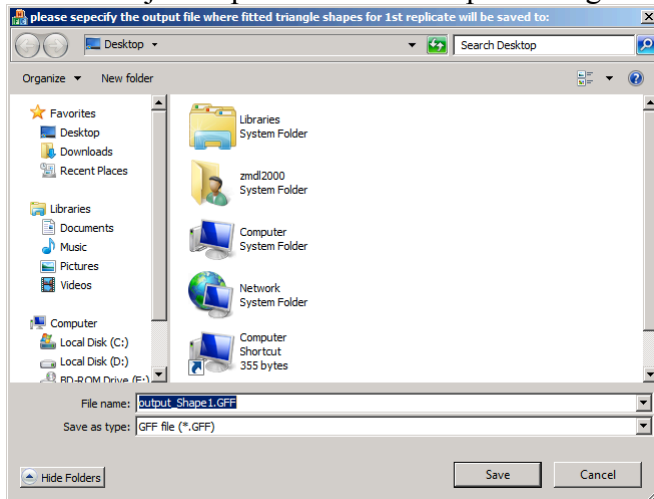 please sepecify the output file where fitted triangle shapes for 1st replicate will be saved to:
Desktop
Search Desktop
Organize
New folder
Favorites
Desktop
Downloads
Recent Places
Libraries
Documents
Music
Pictures
Videos
Computer
Local Disk (C:)
Local Disk (D:)
BD-ROM Drive (E:)
Libraries
System Folder
zmdl2000
System Folder
Computer
System Folder
Network
System Folder
Computer
Shortcut
355 bytes
File name: output_Shape1.GFF
Save as type: GFF file (*.GFF)
Hide Folders
Save
Cancel